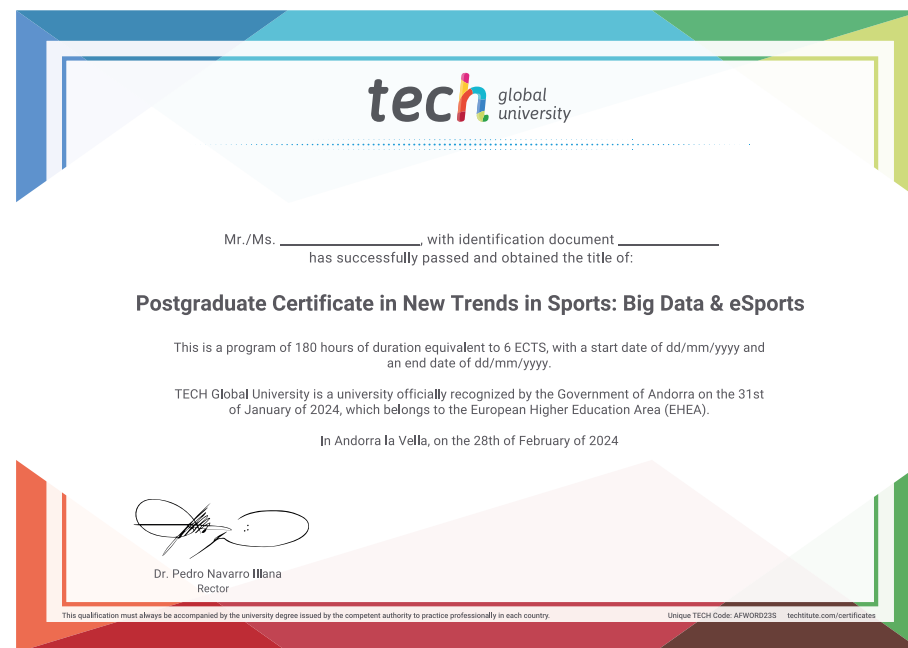 tech global university
Mr./Ms. ____________, with identification document ____________
has successfully passed and obtained the title of:
Postgraduate Certificate in New Trends in Sports: Big Data & eSports
This is a program of 180 hours of duration equivalent to 6 ECTS, with a start date of dd/mm/yyyy and
an end date of dd/mm/yyyy.
TECH Global University is a university officially recognized by the Government of Andorra on the 31st
of January of 2024, which belongs to the European Higher Education Area (EHEA).
In Andorra la Vella, on the 28th of February of 2024
Dr. Pedro Navarro Illana
Rector
This qualification must always be accompanied by the university degree issued by the competent authority to practice professionally in each country.
Unique TECH Code: AFWORD23S techtitute.com/certificates